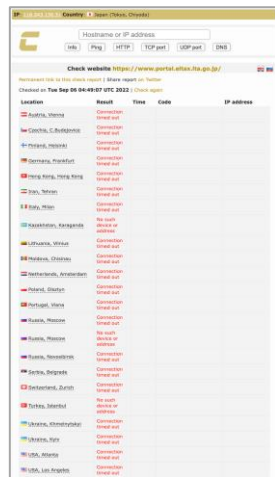 IP: Country: Japan (Tokyo, Chiyoda)
Hostname or IP address
Info Ping HTTP TCP port UDP port DNS
Check website https://www.portal.eltax.lta.go.jp/
Permanent link to this check report | Share report on Twitter
Checked on Tue Sep 06 04:49:07 UTC 2022 | Check again
Location Result Time Code IP address
Austria, Vienna Connection
timed out
Czechia, C.Budejovice Connection
timed out
Finland, Helsinki Connection
timed out
Germany, Frankfurt Connection
timed out
Hong Kong, Hong Kong Connection
timed out
Iran, Tehran Connection
timed out
Italy, Milan Connection
timed out
Kazakhstan, Karaganda No such
device or
address
Lithuania, Vilnius Connection
timed out
Moldova, Chisinau Connection
timed out
Netherlands, Amsterdam Connection
timed out
Poland, Olsztyn Connection
timed out
Portugal, Viana Connection
timed out
Russia, Moscow Connection
timed out
Russia, Moscow No such
device or
address
Russia, Novosibirsk Connection
timed out
Serbia, Belgrade Connection
timed out
Switzerland, Zurich Connection
timed out
Turkey, Istanbul No such
device or
address
Ukraine, Khmelnytskyi Connection
timed out
Ukraine, Kyiv Connection
timed out
USA, Atlanta Connection
timed out
USA, Los Angeles Connection
timed out